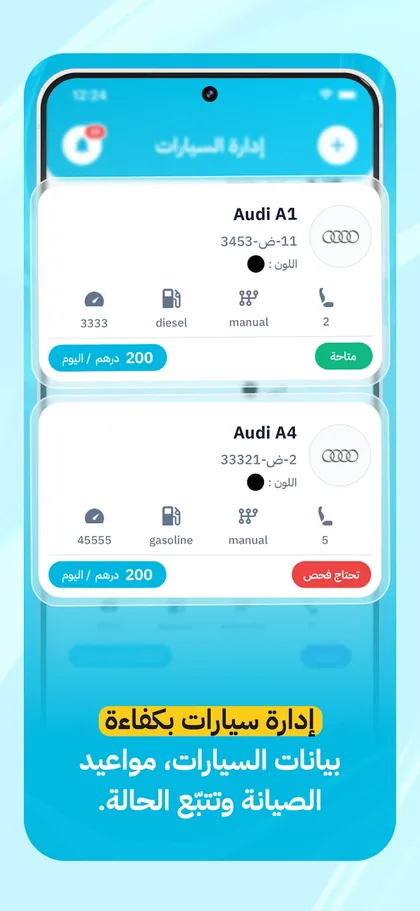 12:24
إدارة السيارات
Audi A1
11-ض-3453
اللون :
2
manual
diesel
3333
متاحة
200 درهم / اليوم
Audi A4
2-ض-33321
اللون :
5
manual
gasoline
45555
تحتاج فحص
200 درهم / اليوم
إدارة سيارات بكفاءة
بيانات السيارات، مواعيد
الصيانة وتتبّع الحالة.